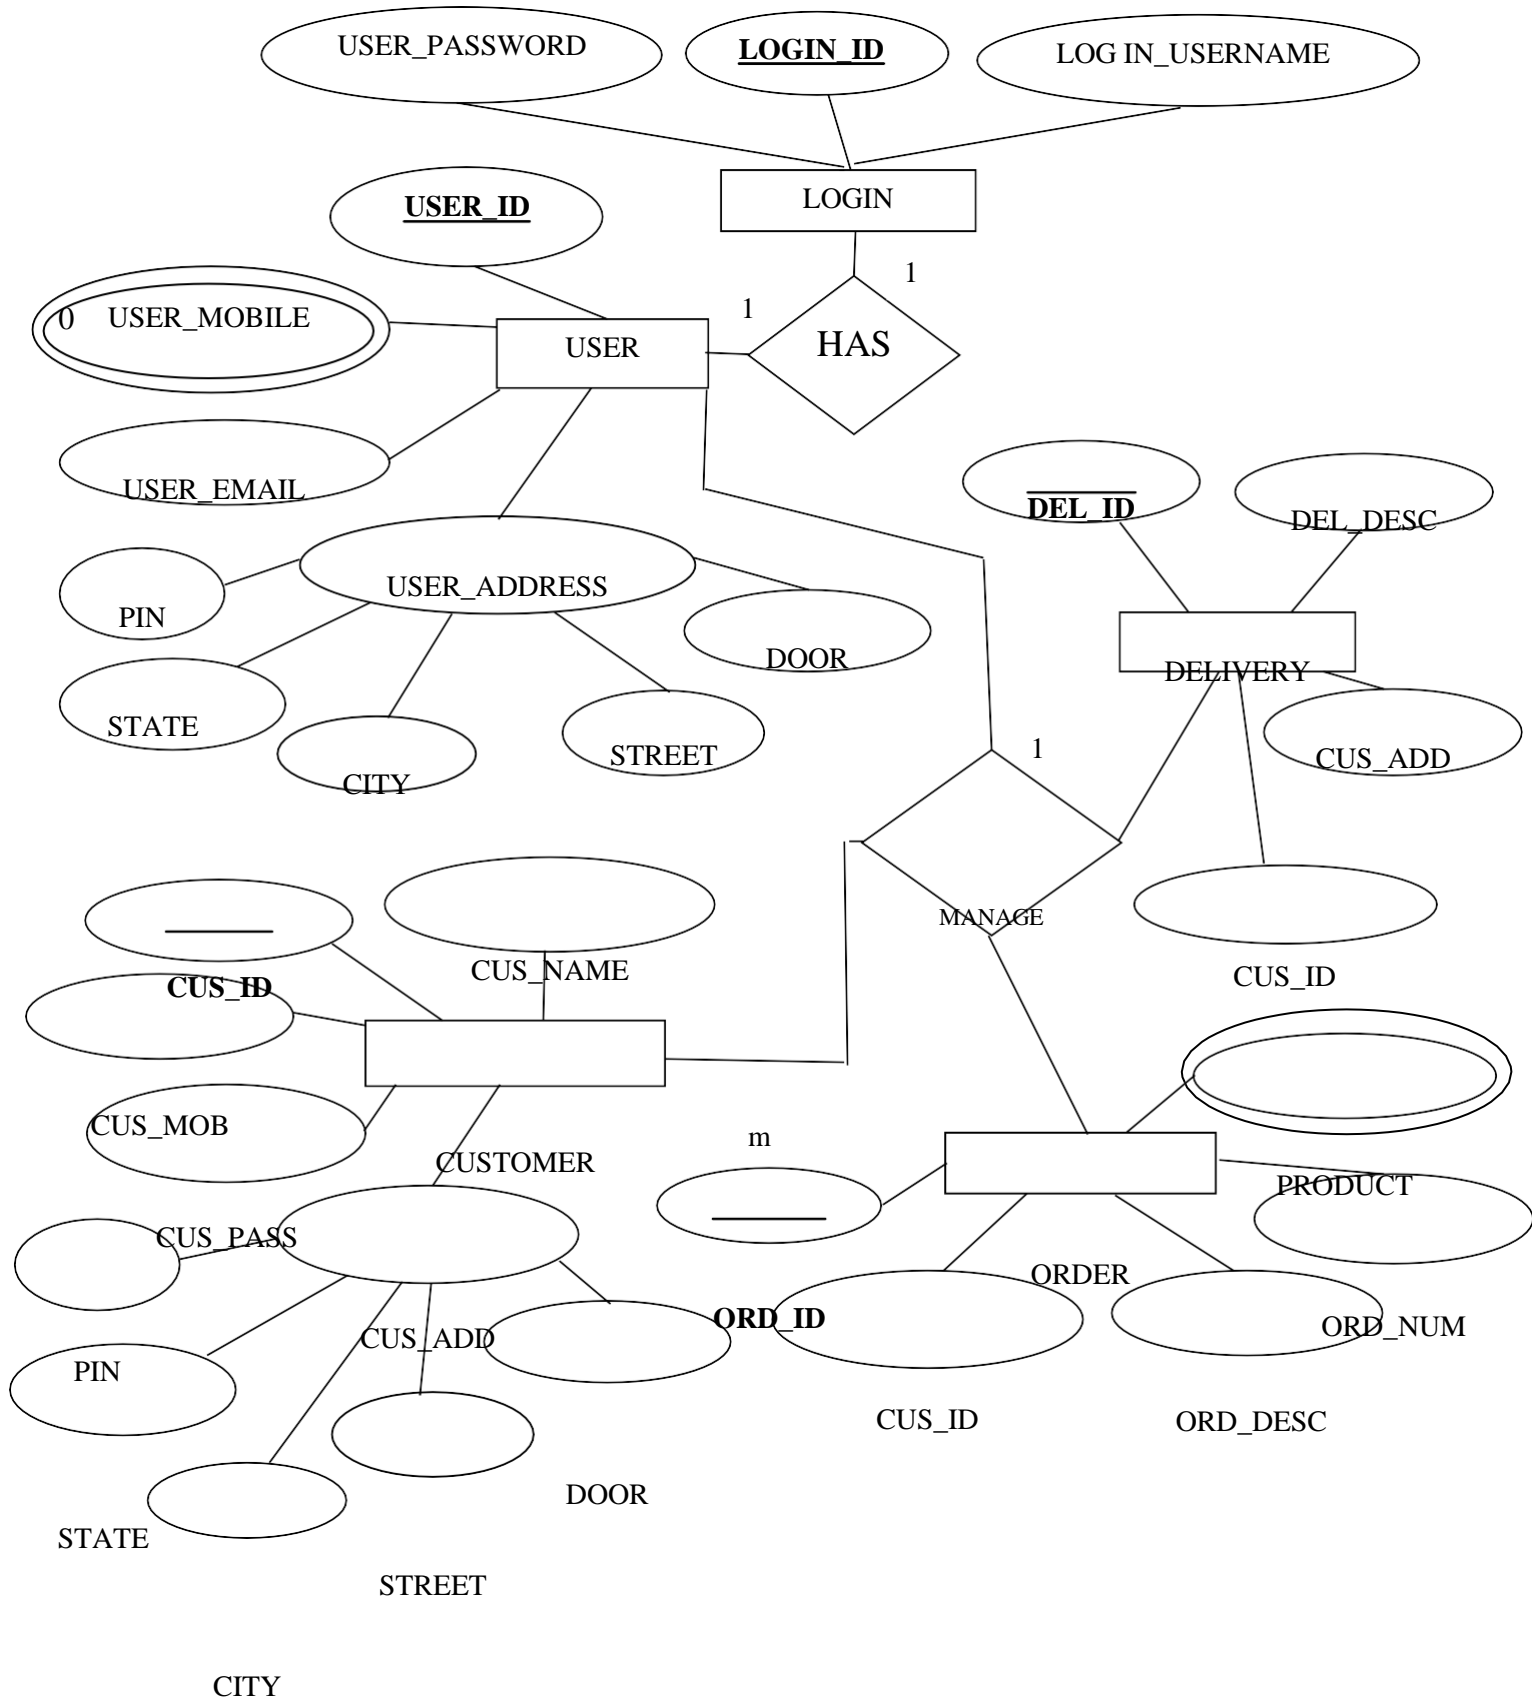 USER_PASSWORD
LOGIN_ID
LOG IN_USERNAME
LOGIN
USER_ID
1
1
0 USER_MOBILE
USER
HAS
USER_EMAIL
DEL_ID
DEL_DESC
USER_ADDRESS
PIN
DOOR
DELIVERY
STATE
STREET
1
CUS_ADD
CITY
MANAGE
CUS_NAME
CUS_ID
CUS_ID
CUS_MOB
m
CUSTOMER
PRODUCT
CUS_PASS
ORDER
ORD_ID
ORD_NUM
CUS_ADD
PIN
CUS_ID
ORD_DESC
DOOR
STATE
STREET
CITY